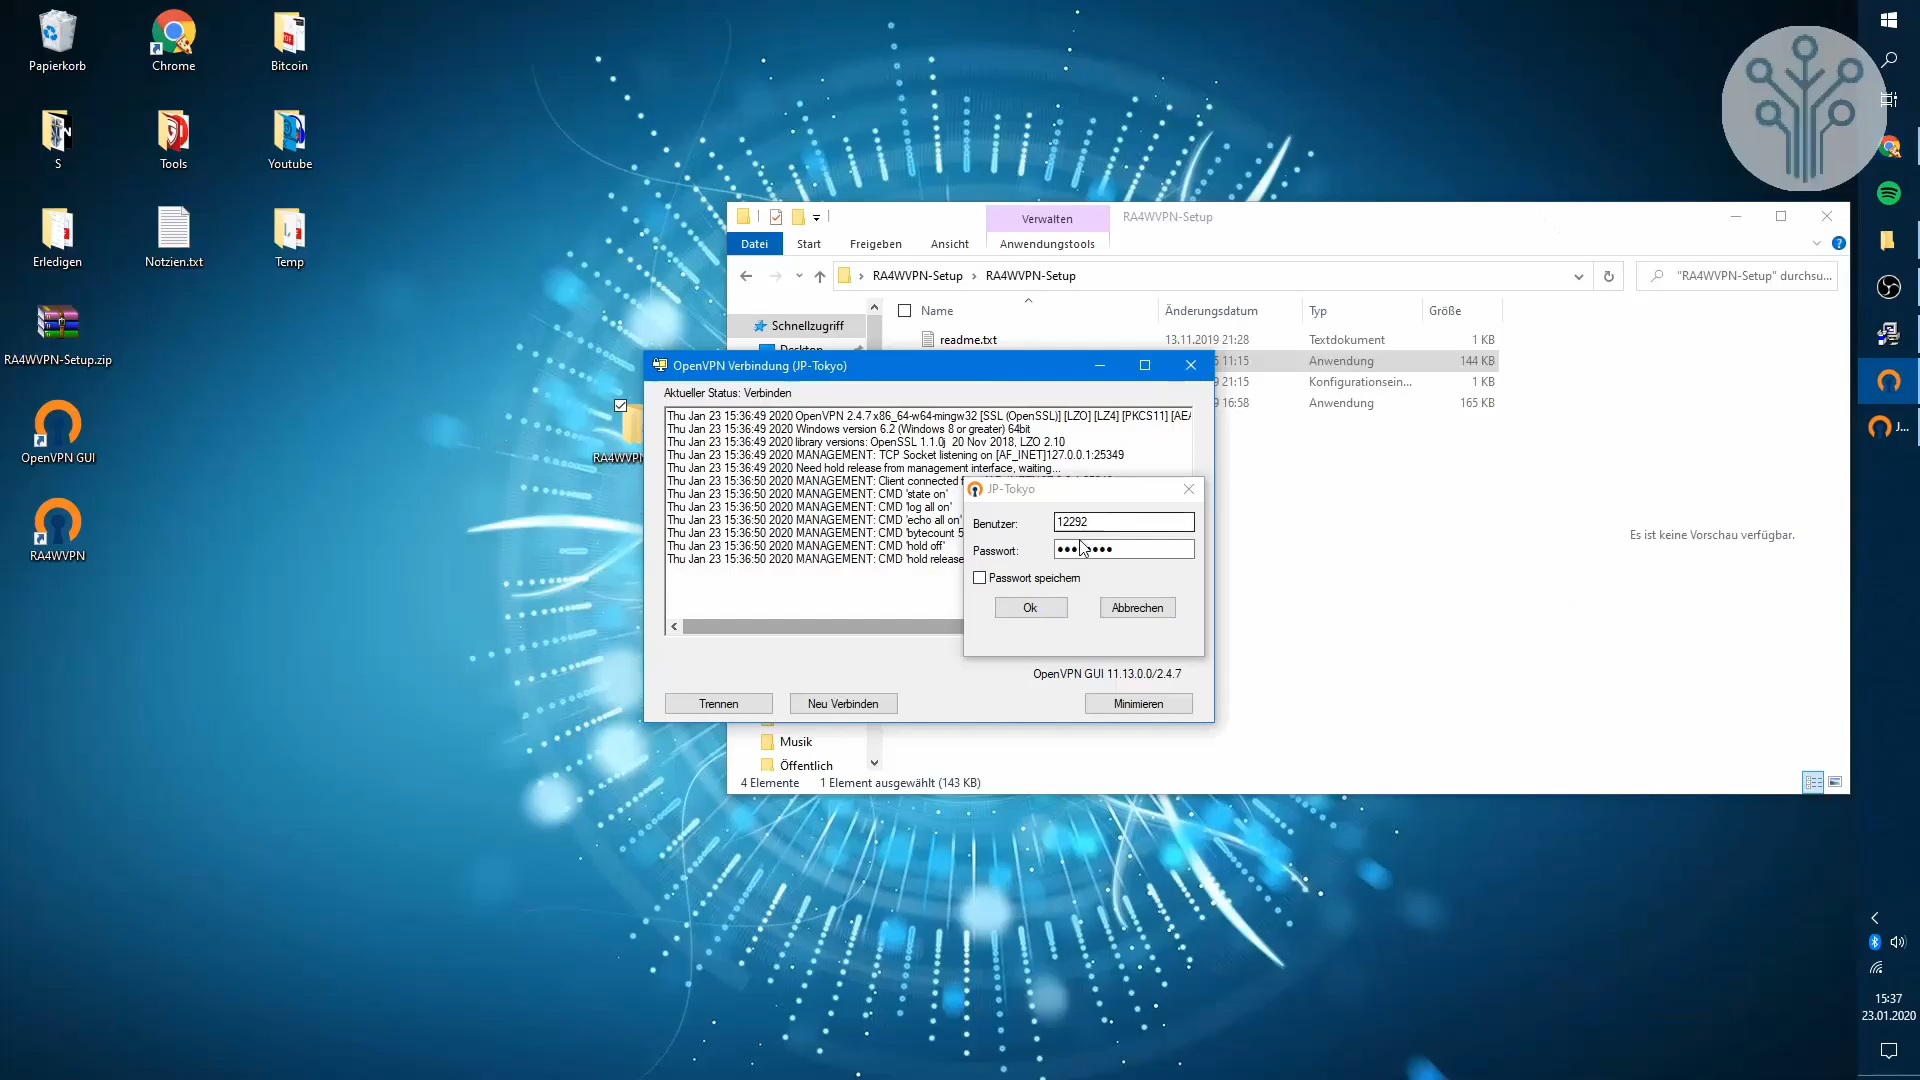 Papierkorb
Chrome
Bitcoin
S
Tools
Youtube
Erledigen
Notzien.txt
Temp
RA4WVPN-Setup.zip
OpenVPN GUI
RA4WVPN
Verwalten
RA4WVPN-Setup
Datei
Start
Freigeben
Ansicht
Anwendungstools
RA4WVPN-Setup
RA4WVPN-Setup
"RA4WVPN-Setup" durchsu...
Name
Änderungsdatum
Typ
Größe
Schnellzugriff
readme.txt
13.11.2019 21:28
Textdokument
1 KB
11:15
Anwendung
144 KB
21:15
Konfigurationsein...
1 KB
16:58
Anwendung
165 KB
OpenVPN Verbindung (JP-Tokyo)
Aktueller Status: Verbinden
Thu Jan 23 15:36:49 2020 OpenVPN 2.4.7 x86_64-w64-mingw32 [SSL (OpenSSL)] [LZO] [LZ4] [PKCS11] [AEA
Thu Jan 23 15:36:49 2020 Windows version 6.2 (Windows 8 or greater) 64bit
Thu Jan 23 15:36:49 2020 library versions: OpenSSL 1.1.0j  20 Nov 2018, LZO 2.10
Thu Jan 23 15:36:49 2020 MANAGEMENT: TCP Socket listening on [AF_INET]127.0.0.1:25349
Thu Jan 23 15:36:49 2020 Need hold release from management interface, waiting...
Thu Jan 23 15:36:50 2020 MANAGEMENT: Client connected
Thu Jan 23 15:36:50 2020 MANAGEMENT: CMD 'state on'
Thu Jan 23 15:36:50 2020 MANAGEMENT: CMD 'log all on'
Thu Jan 23 15:36:50 2020 MANAGEMENT: CMD 'echo all on'
Thu Jan 23 15:36:50 2020 MANAGEMENT: CMD 'bytecount 5
Thu Jan 23 15:36:50 2020 MANAGEMENT: CMD 'hold off'
Thu Jan 23 15:36:50 2020 MANAGEMENT: CMD 'hold release
RA4WVPN
JP-Tokyo
Benutzer:
12292
Passwort:
Passwort speichern
Ok
Abbrechen
OpenVPN GUI 11.13.0.0/2.4.7
Trennen
Neu Verbinden
Minimieren
Es ist keine Vorschau verfügbar.
Musik
Öffentlich
4 Elemente
1 Element ausgewählt (143 KB)
J...
15:37
23.01.2020